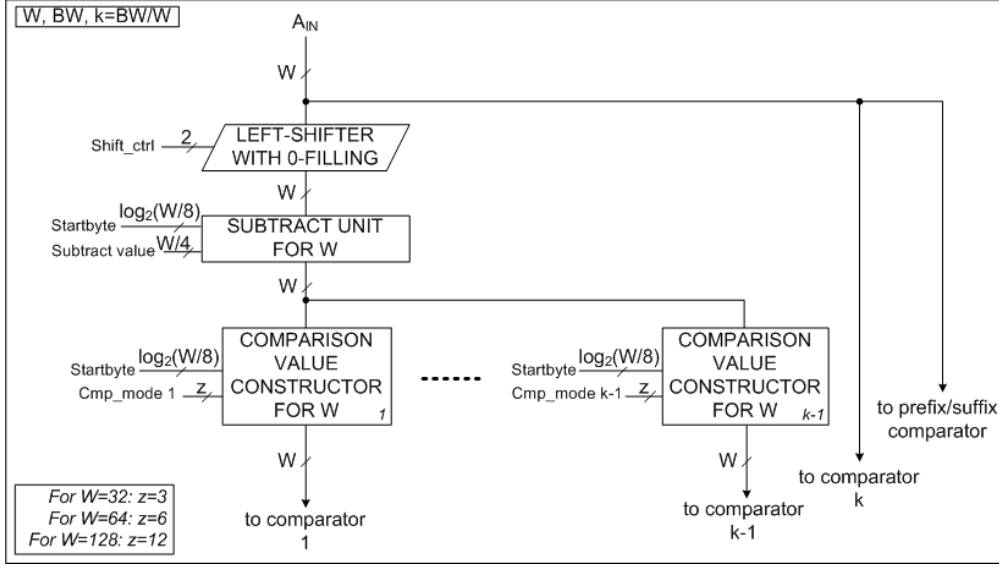 W, BW, k=BW/W
A_IN
W
Shift_ctrl 2
LEFT-SHIFTER
WITH 0-FILLING
W
Startbyte log₂(W/8)
Subtract value W/4
SUBTRACT UNIT
FOR W
W
Startbyte log₂(W/8)
Cmp_mode 1 z
COMPARISON
VALUE
CONSTRUCTOR
FOR W
1
Startbyte log₂(W/8)
Cmp_mode k-1 z
COMPARISON
VALUE
CONSTRUCTOR
FOR W
k-1
to prefix/suffix
comparator
W
to comparator
1
W
to comparator
k-1
to comparator
k
For W=32: z=3
For W=64: z=6
For W=128: z=12